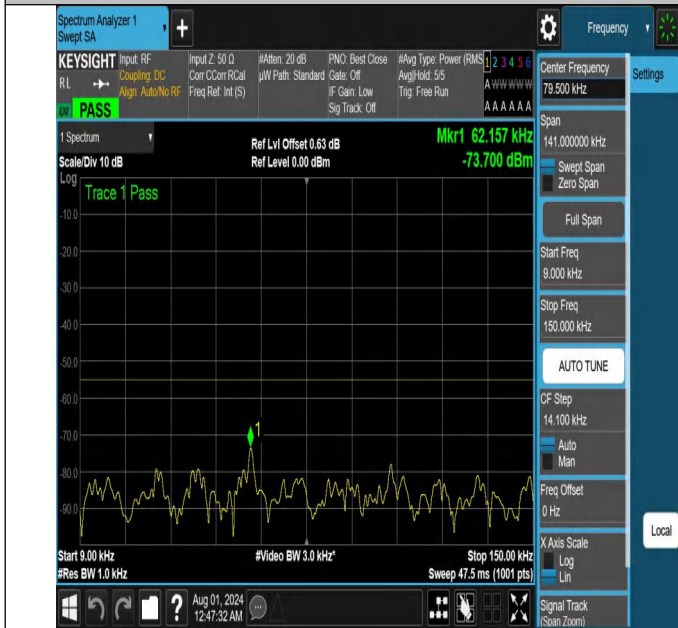 Spectrum Analyzer 1
Swept SA
+
Frequency
KEYSIGHT
RL
LXI
PASS
Input: RF
Coupling: DC
Align: Auto/No RF
Input Z: 50 Ω
Corr CCorr RCal
Freq Ref: Int (S)
#Atten: 20 dB
µW Path: Standard
PNO: Best Close
Gate: Off
IF Gain: Low
Sig Track: Off
#Avg Type: Power (RMS
Avg|Hold: 5/5
Trig: Free Run
1 2 3 4 5 6
A W W W W W
A A A A A A
1 Spectrum
Scale/Div 10 dB
Log
Ref Lvl Offset 0.63 dB
Ref Level 0.00 dBm
Mkr1 62.157 kHz
-73.700 dBm
Trace 1 Pass
-10.0
-20.0
-30.0
-40.0
-50.0
-60.0
-70.0
-80.0
-90.0
1
Start 9.00 kHz
#Res BW 1.0 kHz
#Video BW 3.0 kHz*
Stop 150.00 kHz
Sweep 47.5 ms (1001 pts)
?
Aug 01, 2024
12:47:32 AM
Center Frequency
79.500 kHz
Span
141.000000 kHz
Swept Span
Zero Span
Full Span
Start Freq
9.000 kHz
Stop Freq
150.000 kHz
AUTO TUNE
CF Step
14.100 kHz
Auto
Man
Freq Offset
0 Hz
X Axis Scale
Log
Lin
Signal Track
(Span Zoom)
Settings
Local